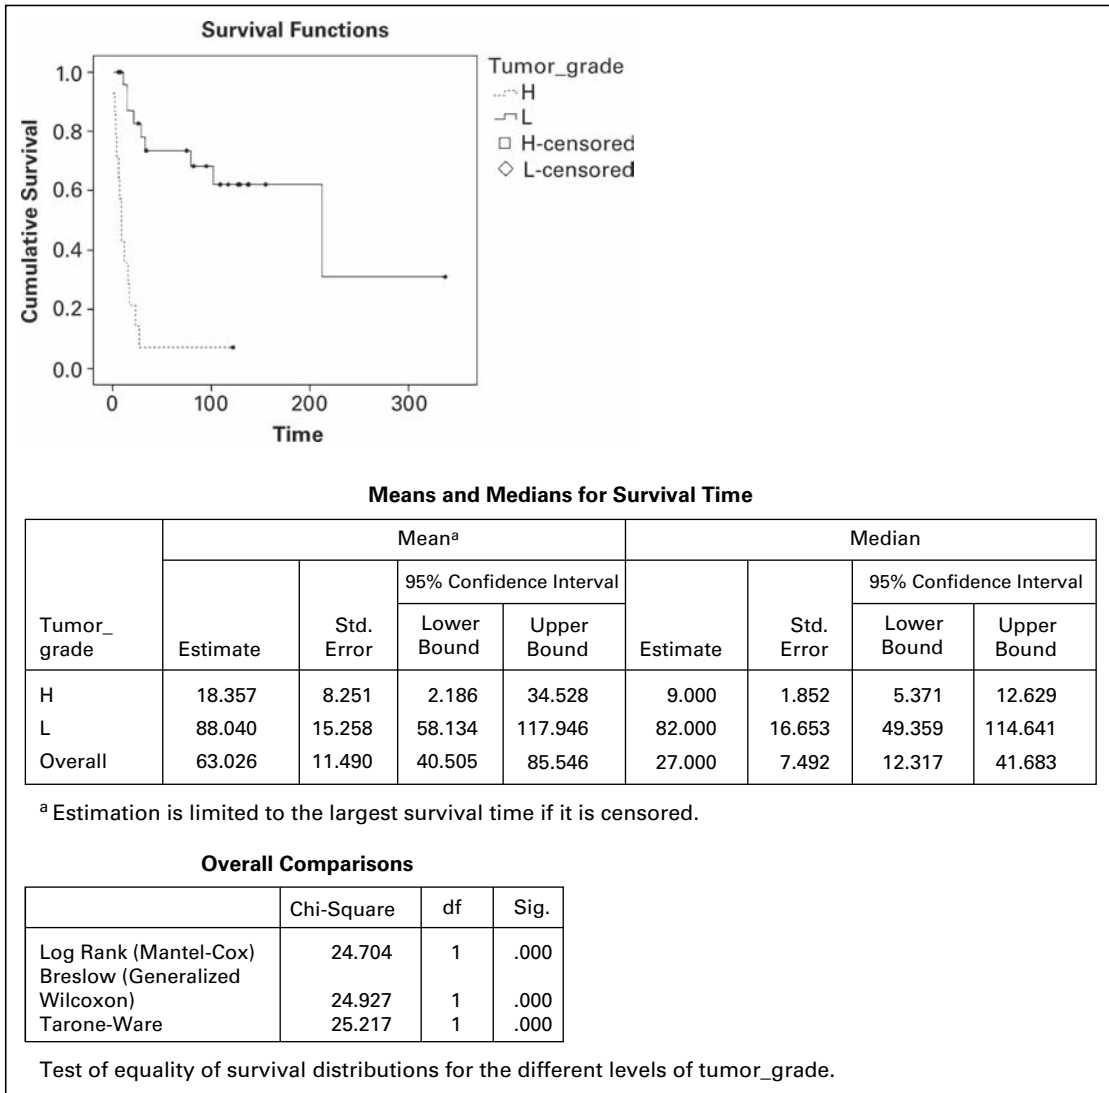 Survival Functions
Tumor_grade
H
L
H-censored
L-censored
Cumulative Survival
1.0
0.8
0.6
0.4
0.2
0.0
0 100 200 300
Time
Means and Medians for Survival Time
Meana Median
95% Confidence Interval 95% Confidence Interval
Tumor_ grade Estimate Std. Error Lower Bound Upper Bound Estimate Std. Error Lower Bound Upper Bound
H 18.357 8.251 2.186 34.528 9.000 1.852 5.371 12.629
L 88.040 15.258 58.134 117.946 82.000 16.653 49.359 114.641
Overall 63.026 11.490 40.505 85.546 27.000 7.492 12.317 41.683
a Estimation is limited to the largest survival time if it is censored.
Overall Comparisons
Chi-Square df Sig.
Log Rank (Mantel-Cox) 24.704 1 .000
Breslow (Generalized
Wilcoxon) 24.927 1 .000
Tarone-Ware 25.217 1 .000
Test of equality of survival distributions for the different levels of tumor_grade.